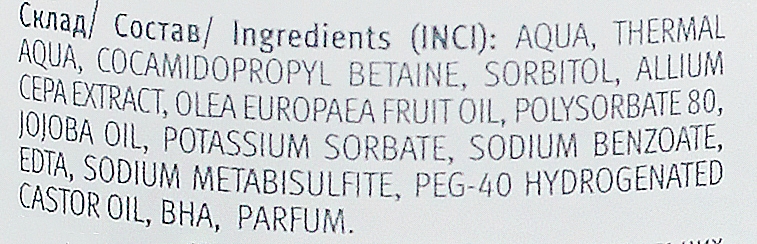 Склад/ Состав/ Ingredients (INCI): AQUA, THERMAL
AQUA, COCAMIDOPROPYL BETAINE, SORBITOL, ALLIUM
CEPA EXTRACT, OLEA EUROPAEA FRUIT OIL, POLYSORBATE 80,
JOJOBA OIL, POTASSIUM SORBATE, SODIUM BENZOATE,
EDTA, SODIUM METABISULFITE, PEG-40 HYDROGENATED
CASTOR OIL, BHA, PARFUM.